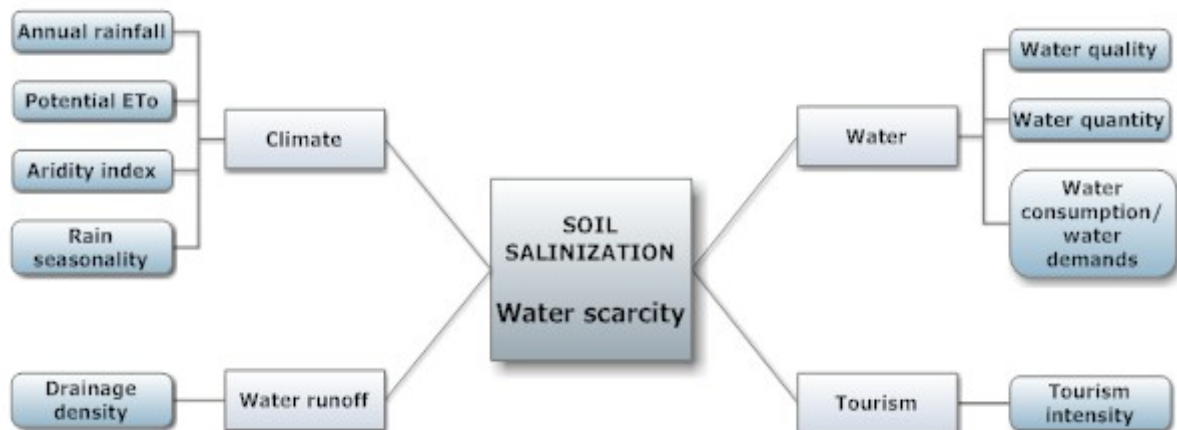 Annual rainfall
Potential ETo
Aridity index
Rain
seasonality
Climate
Drainage
density
Water runoff
SOIL
SALINIZATION
Water scarcity
Water
Water quality
Water quantity
Water
consumption/
water
demands
Tourism
Tourism
intensity